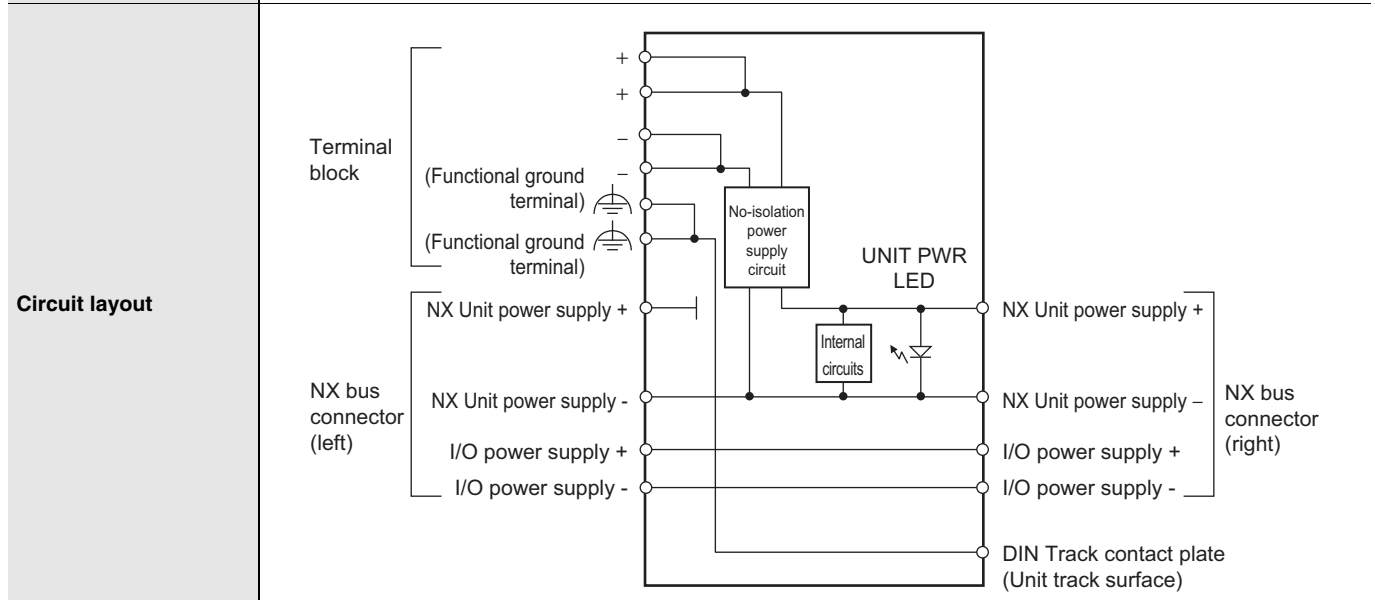 Circuit layout
Terminal
block
+
+
–
–
(Functional ground
terminal)
(Functional ground
terminal)
NX bus
connector
(left)
NX Unit power supply +
NX Unit power supply -
I/O power supply +
I/O power supply -
No-isolation
power
supply
circuit
UNIT PWR
LED
Internal
circuits
NX Unit power supply +
NX Unit power supply –
I/O power supply +
I/O power supply -
NX bus
connector
(right)
DIN Track contact plate
(Unit track surface)